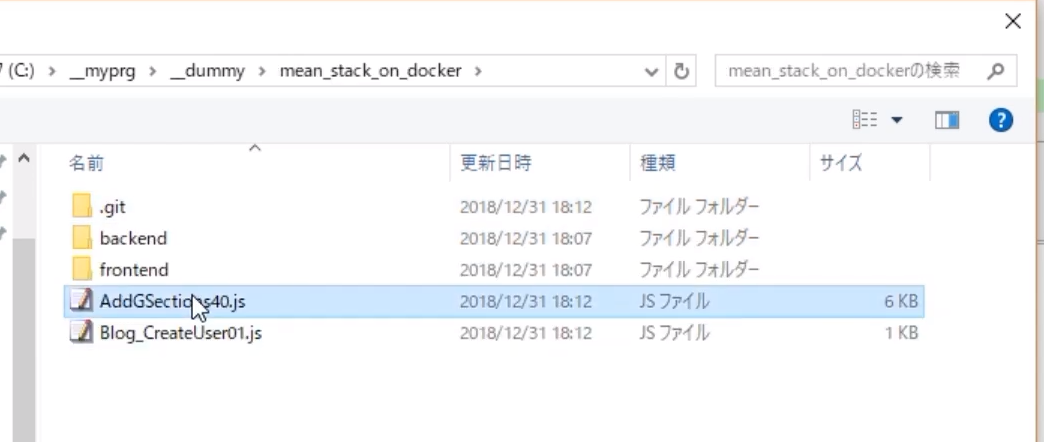 (C:) > __myprg > __dummy > mean_stack_on_docker >
mean_stack_on_dockerの検索
名前 更新日時 種類 サイズ
.git 2018/12/31 18:12 ファイル フォルダー
backend 2018/12/31 18:07 ファイル フォルダー
frontend 2018/12/31 18:07 ファイル フォルダー
AddGSections40.js 2018/12/31 18:12 JS ファイル 6 KB
Blog_CreateUser01.js 2018/12/31 18:12 JS ファイル 1 KB